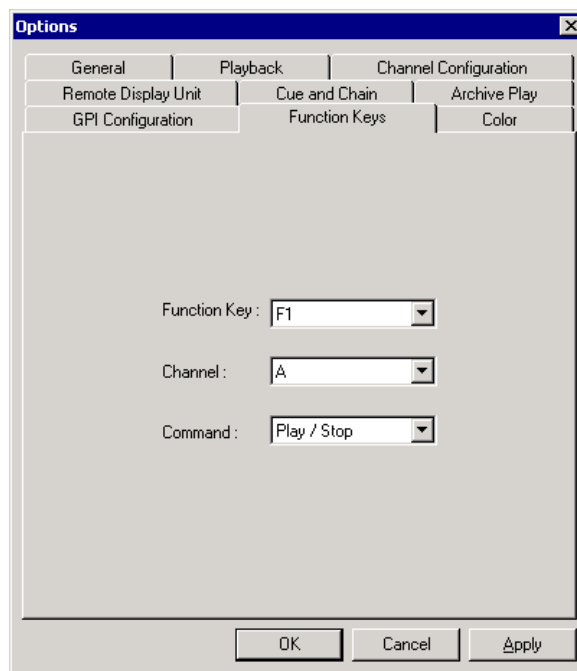 Options
General Playback Channel Configuration
Remote Display Unit Cue and Chain Archive Play
GPI Configuration Function Keys Color
Function Key : F1
Channel : A
Command : Play / Stop
OK Cancel Apply